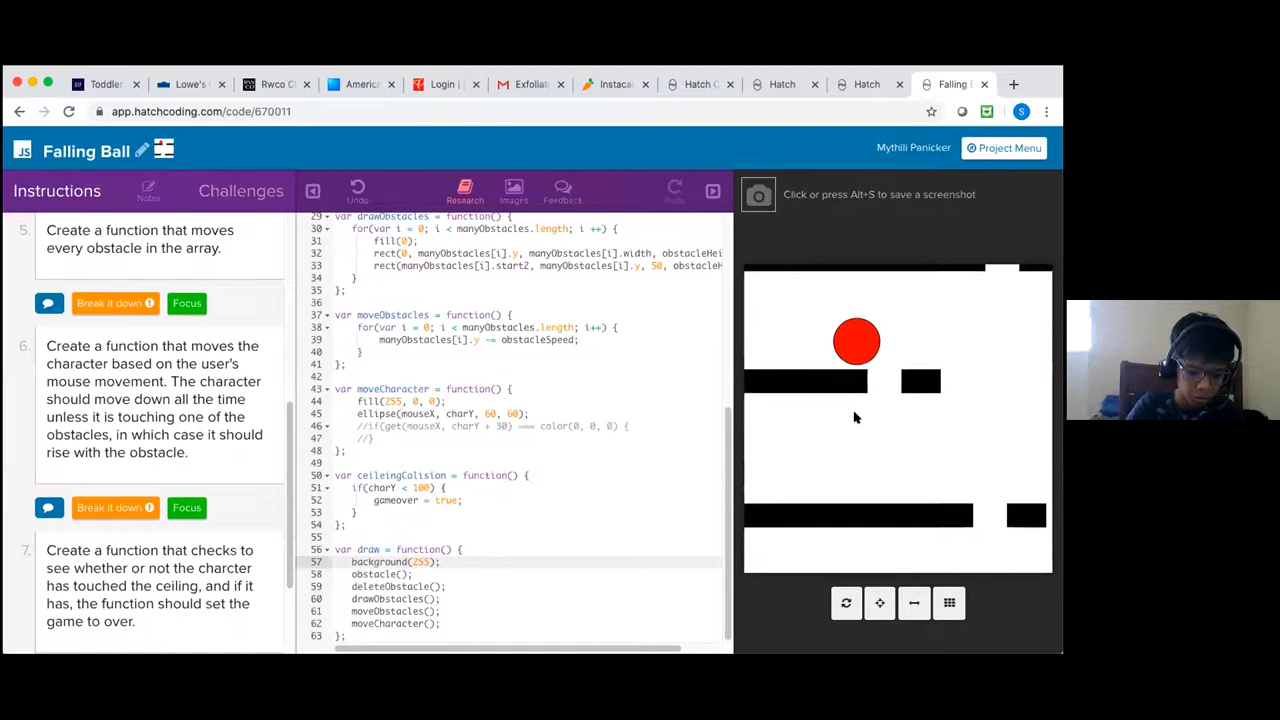 Toddler
Lowe's
Rwco Cl
America
Login |
Exfoliati
Instaca
Hatch C
Hatch
Hatch
Falling B
app.hatchcoding.com/code/670011
S
JS
Falling Ball
Mythili Panicker
Project Menu
Instructions
Notes
Challenges
Undo
Research
Images
Feedback
Redo
Click or press Alt+S to save a screenshot
5.
Create a function that moves
every obstacle in the array.
Break it down
Focus
6.
Create a function that moves the
character based on the user's
mouse movement. The character
should move down all the time
unless it is touching one of the
obstacles, in which case it should
rise with the obstacle.
Break it down
Focus
7.
Create a function that checks to
see whether or not the charcter
has touched the ceiling, and if it
has, the function should set the
game to over.
29 var drawObstacles = function() {
30 for(var i = 0; i < manyObstacles.length; i ++) {
31 fill(0);
32 rect(0, manyObstacles[i].y, manyObstacles[i].width, obstacleHei
33 rect(manyObstacles[i].start2, manyObstacles[i].y, 50, obstacleH
34 }
35 };
36
37 var moveObstacles = function() {
38 for(var i = 0; i < manyObstacles.length; i++) {
39 manyObstacles[i].y -= obstacleSpeed;
40 }
41 };
42
43 var moveCharacter = function() {
44 fill(255, 0, 0);
45 ellipse(mouseX, charY, 60, 60);
46 //if(get(mouseX, charY + 30) === color(0, 0, 0) {
47 //}
48 };
49
50 var ceileingColision = function() {
51 if(charY < 100) {
52 gameover = true;
53 }
54 };
55
56 var draw = function() {
57 background(255);
58 obstacle();
59 deleteObstacle();
60 drawObstacles();
61 moveObstacles();
62 moveCharacter();
63 };